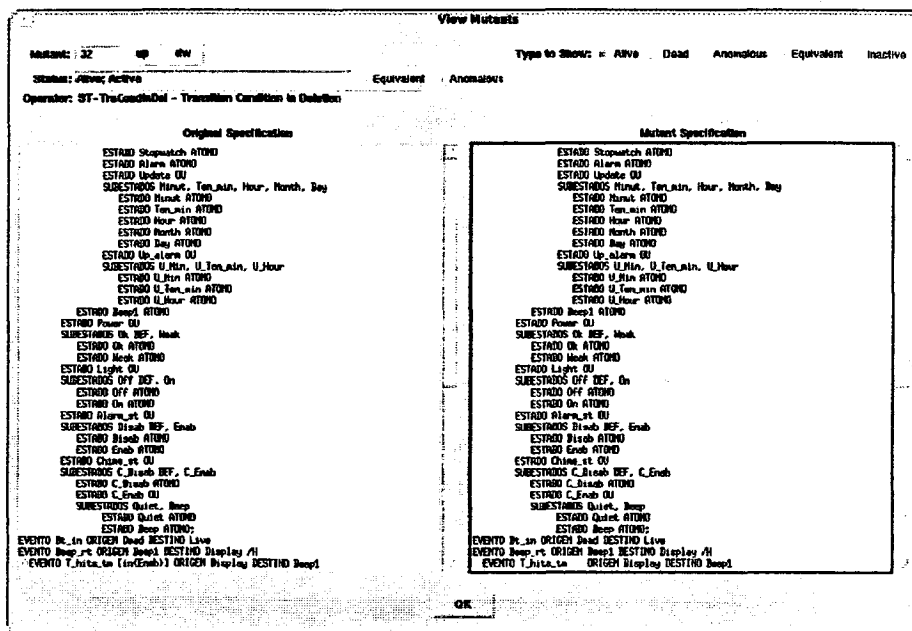 View Mutants
Mutant: 32 up dw Type to Show: Alive Dead Anomalous Equivalent Inactive
Status: Alive; Active Equivalent Anomalous
Operator: ST-TraCondInDel - Transition Condition In Deletion
Original Specification Mutant Specification
ESTADO Stopwatch ATOMO
ESTADO Alarm ATOMO
ESTADO Update OU
SUBESTADOS Minut, Ten_min, Hour, Month, Day
ESTADO Minut ATOMO
ESTADO Ten_min ATOMO
ESTADO Hour ATOMO
ESTADO Month ATOMO
ESTADO Day ATOMO
ESTADO Up_alarm OU
SUBESTADOS U_Min, U_Ten_min, U_Hour
ESTADO U_Min ATOMO
ESTADO U_Ten_min ATOMO
ESTADO U_Hour ATOMO
ESTADO Beep1 ATOMO
ESTADO Power OU
SUBESTADOS Ok DEF, Weak
ESTADO Ok ATOMO
ESTADO Weak ATOMO
ESTADO Light OU
SUBESTADOS Off DEF, On
ESTADO Off ATOMO
ESTADO On ATOMO
ESTADO Alarm_st OU
SUBESTADOS Disab DEF, Enab
ESTADO Disab ATOMO
ESTADO Enab ATOMO
ESTADO Chime_st OU
SUBESTADOS C_Disab DEF, C_Enab
ESTADO C_Disab ATOMO
ESTADO C_Enab OU
SUBESTADOS Quiet, Beep
ESTADO Quiet ATOMO
ESTADO Beep ATOMO;
EVENTO Bt_in ORIGEM Dead DESTINO Live
EVENTO Beep_rt ORIGEM Beep1 DESTINO Display /H
EVENTO T_hits_tm [in(Enab)] ORIGEM Display DESTINO Beep1
ESTADO Stopwatch ATOMO
ESTADO Alarm ATOMO
ESTADO Update OU
SUBESTADOS Minut, Ten_min, Hour, Month, Day
ESTADO Minut ATOMO
ESTADO Ten_min ATOMO
ESTADO Hour ATOMO
ESTADO Month ATOMO
ESTADO Day ATOMO
ESTADO Up_alarm OU
SUBESTADOS U_Min, U_Ten_min, U_Hour
ESTADO U_Min ATOMO
ESTADO U_Ten_min ATOMO
ESTADO U_Hour ATOMO
ESTADO Beep1 ATOMO
ESTADO Power OU
SUBESTADOS Ok DEF, Weak
ESTADO Ok ATOMO
ESTADO Weak ATOMO
ESTADO Light OU
SUBESTADOS Off DEF, On
ESTADO Off ATOMO
ESTADO On ATOMO
ESTADO Alarm_st OU
SUBESTADOS Disab DEF, Enab
ESTADO Disab ATOMO
ESTADO Enab ATOMO
ESTADO Chime_st OU
SUBESTADOS C_Disab DEF, C_Enab
ESTADO C_Disab ATOMO
ESTADO C_Enab OU
SUBESTADOS Quiet, Beep
ESTADO Quiet ATOMO
ESTADO Beep ATOMO;
EVENTO Bt_in ORIGEM Dead DESTINO Live
EVENTO Beep_rt ORIGEM Beep1 DESTINO Display /H
EVENTO T_hits_tm ORIGEM Display DESTINO Beep1
OK